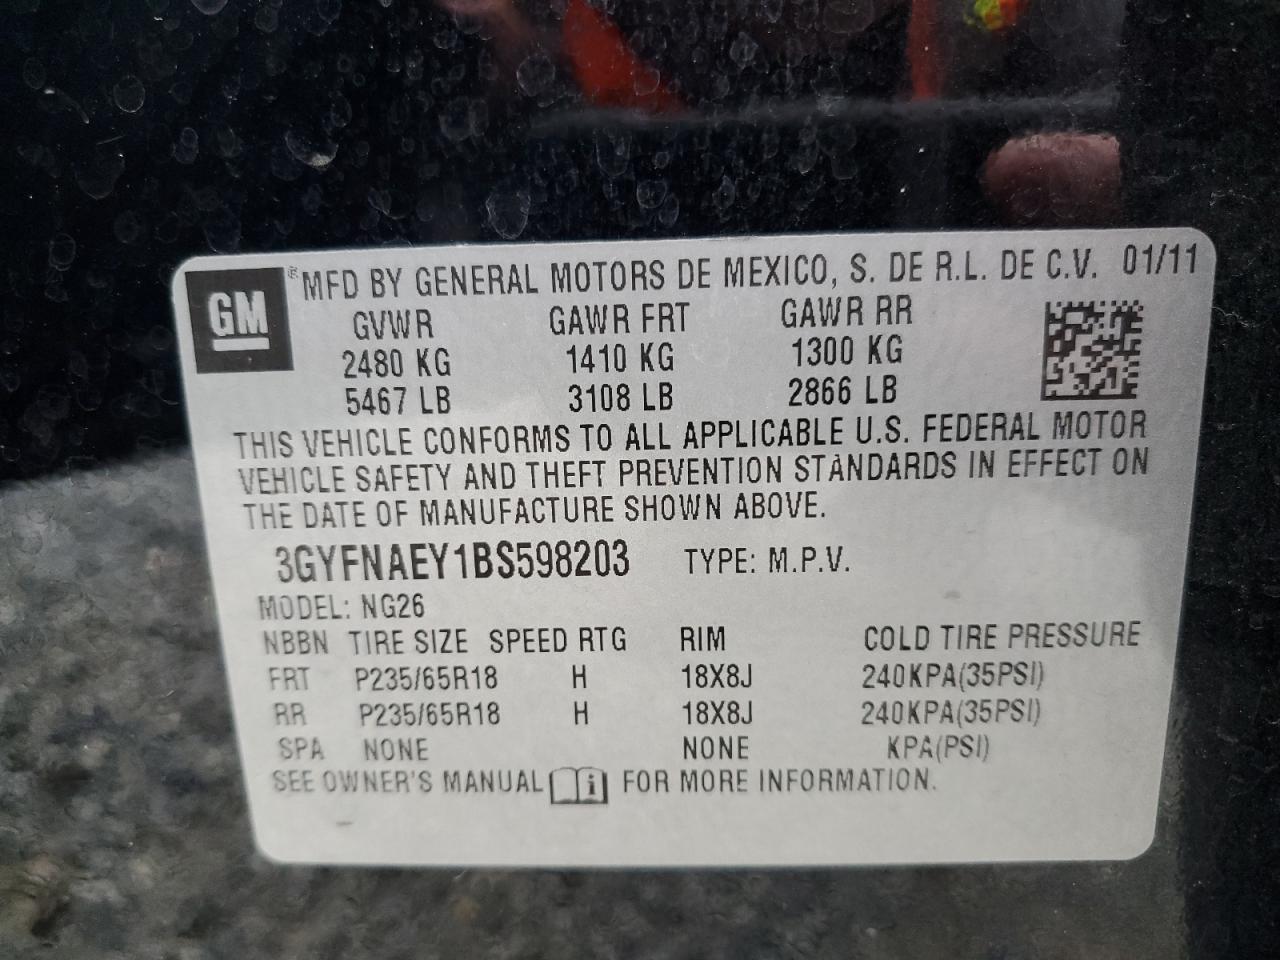 GM ® MFD BY GENERAL MOTORS DE MEXICO, S. DE R.L. DE C.V. 01/11
GVWR GAWR FRT GAWR RR
2480 KG 1410 KG 1300 KG
5467 LB 3108 LB 2866 LB
THIS VEHICLE CONFORMS TO ALL APPLICABLE U.S. FEDERAL MOTOR
VEHICLE SAFETY AND THEFT PREVENTION STANDARDS IN EFFECT ON
THE DATE OF MANUFACTURE SHOWN ABOVE.
3GYFNAEY1BS598203 TYPE: M.P.V.
MODEL: NG26
NBBN TIRE SIZE SPEED RTG RIM COLD TIRE PRESSURE
FRT P235/65R18 H 18X8J 240KPA(35PSI)
RR P235/65R18 H 18X8J 240KPA(35PSI)
SPA NONE NONE KPA(PSI)
SEE OWNER'S MANUAL i FOR MORE INFORMATION.